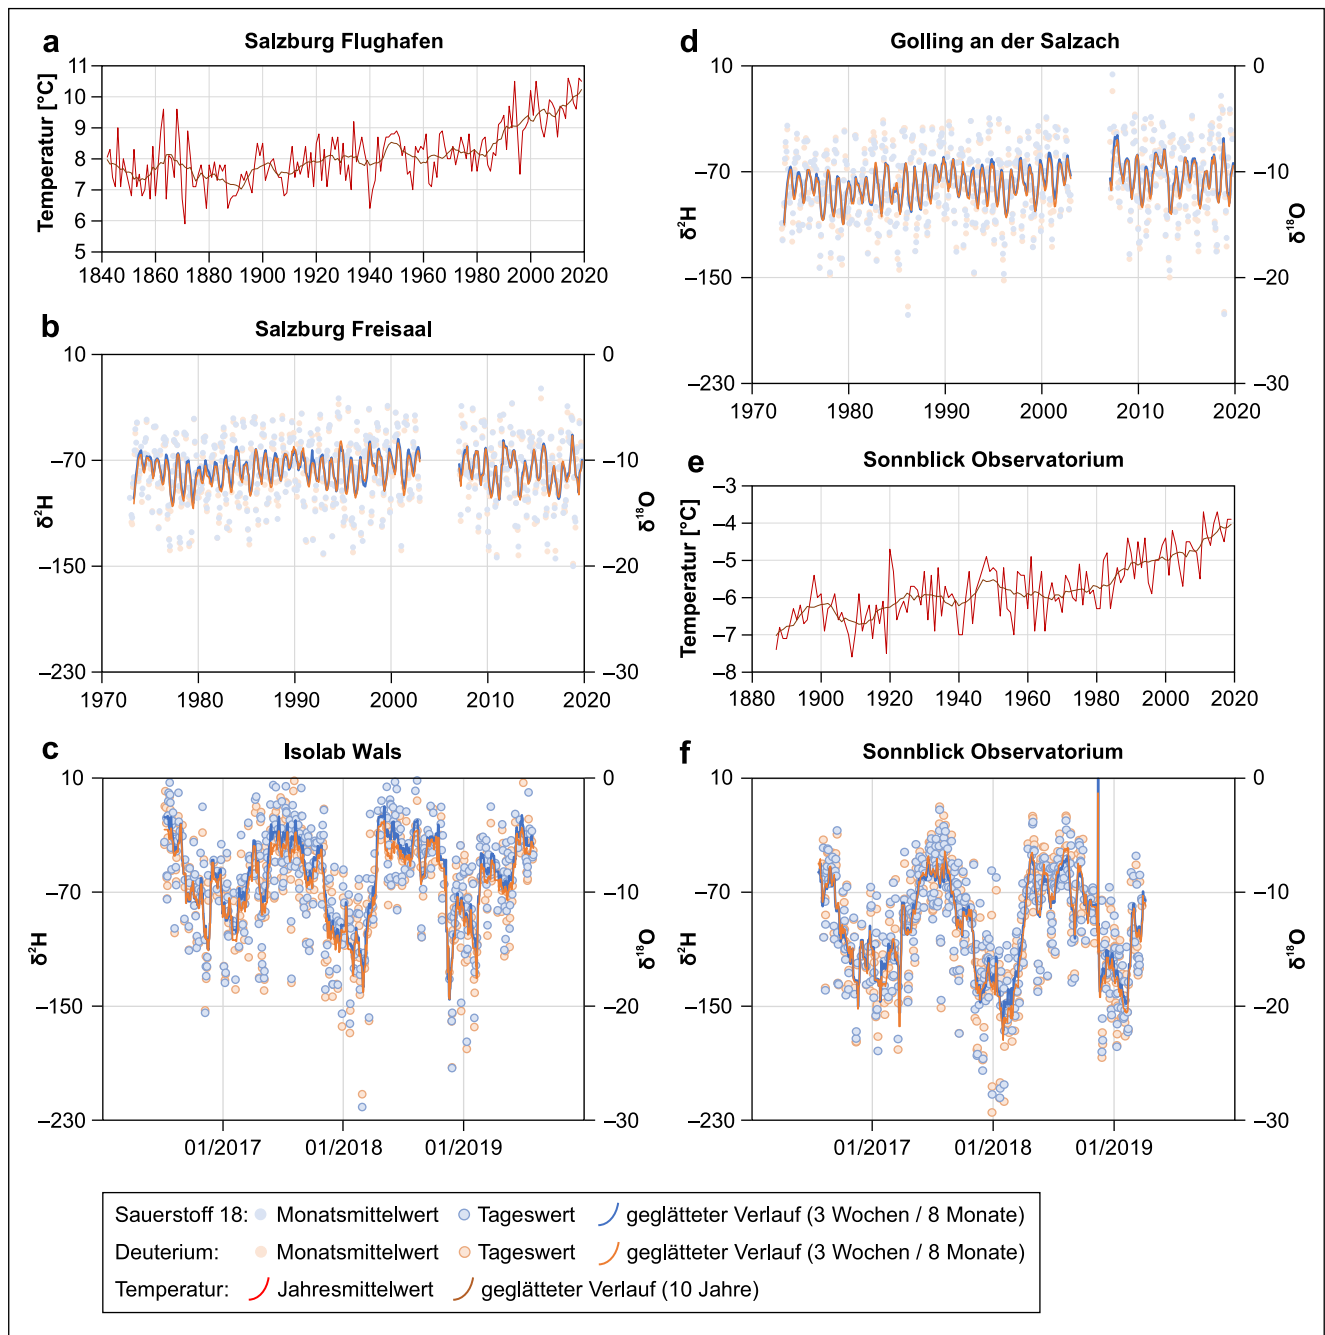 a
Salzburg Flughafen
Temperatur [°C]
11
10
9
8
7
6
5
1840 1860 1880 1900 1920 1940 1960 1980 2000 2020
b
Salzburg Freisaal
δ²H
10
–70
–150
–230
0
–10
–20
–30
δ¹⁸O
1970 1980 1990 2000 2010 2020
c
Isolab Wals
δ²H
10
–70
–150
–230
0
–10
–20
–30
δ¹⁸O
01/2017 01/2018 01/2019
d
Golling an der Salzach
δ²H
10
–70
–150
–230
0
–10
–20
–30
δ¹⁸O
1970 1980 1990 2000 2010 2020
e
Sonnblick Observatorium
Temperatur [°C]
–3
–4
–5
–6
–7
–8
1880 1900 1920 1940 1960 1980 2000 2020
f
Sonnblick Observatorium
δ²H
10
–70
–150
–230
0
–10
–20
–30
δ¹⁸O
01/2017 01/2018 01/2019
Sauerstoff 18: Monatsmittelwert Tageswert geglätteter Verlauf (3 Wochen / 8 Monate)
Deuterium: Monatsmittelwert Tageswert geglätteter Verlauf (3 Wochen / 8 Monate)
Temperatur: Jahresmittelwert geglätteter Verlauf (10 Jahre)